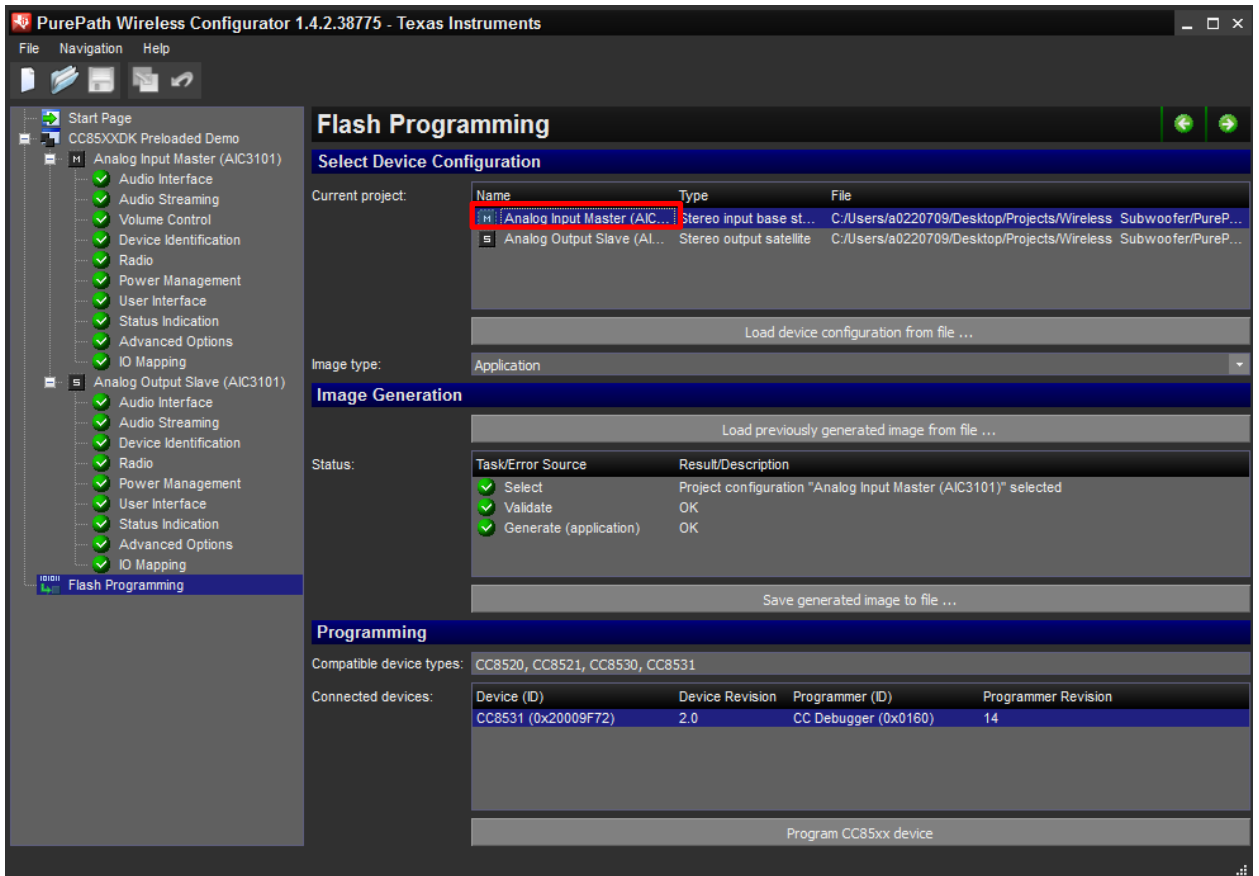 PurePath Wireless Configurator 1.4.2.38775 - Texas Instruments
File Navigation Help
Start Page
CC85XXDK Preloaded Demo
M Analog Input Master (AIC3101)
Audio Interface
Audio Streaming
Volume Control
Device Identification
Radio
Power Management
User Interface
Status Indication
Advanced Options
IO Mapping
S Analog Output Slave (AIC3101)
Audio Interface
Audio Streaming
Device Identification
Radio
Power Management
User Interface
Status Indication
Advanced Options
IO Mapping
Flash Programming
Flash Programming
Select Device Configuration
Current project:
Name Type File
M Analog Input Master (AIC... Stereo input base st... C:/Users/a0220709/Desktop/Projects/Wireless Subwoofer/PureP...
S Analog Output Slave (AI... Stereo output satellite C:/Users/a0220709/Desktop/Projects/Wireless Subwoofer/PureP...
Load device configuration from file ...
Image type: Application
Image Generation
Load previously generated image from file ...
Status:
Task/Error Source Result/Description
Select Project configuration "Analog Input Master (AIC3101)" selected
Validate OK
Generate (application) OK
Save generated image to file ...
Programming
Compatible device types: CC8520, CC8521, CC8530, CC8531
Connected devices:
Device (ID) Device Revision Programmer (ID) Programmer Revision
CC8531 (0x20009F72) 2.0 CC Debugger (0x0160) 14
Program CC85xx device